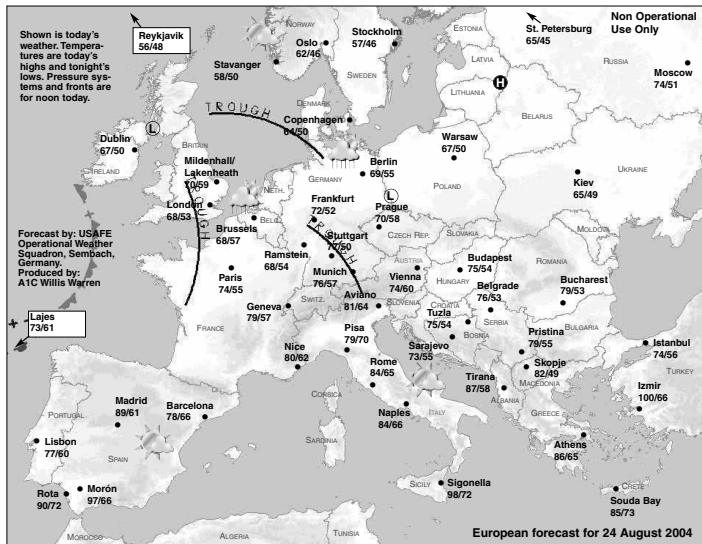 Shown is today's
weather. Tempera-
tures are today's
highs and tonight's
lows. Pressure sys-
tems and fronts are
for noon today.
Reykjavik
56/48
NORWAY
Oslo
62/46
Stockholm
57/46
Stavanger
58/50
SWEDEN
ESTONIA
LATVIA
LITHUANIA
H
St. Petersburg
65/45
Non Operational
Use Only
RUSSIA
Moscow
74/51
BELARUS
TROUGH
DENMARK
Copenhagen
64/50
L
Dublin
67/50
IRELAND
BRITAIN
Mildenhall/
Lakenheath
70/59
London
68/53
TROUGH
NETH.
BELG.
Brussels
68/57
GERMANY
Berlin
69/55
L
Warsaw
67/50
POLAND
UKRAINE
Kiev
65/49
Frankfurt
72/52
Prague
70/58
CZECH REP.
SLOVAKIA
MOLDOVA
Forecast by: USAFE
Operational Weather
Squadron, Sembach,
Germany.
Produced by:
A1C Willis Warren
TROUGH
Stuttgart
77/50
Ramstein
68/54
Munich
76/57
Paris
74/55
AUSTRIA
Vienna
74/60
Budapest
75/54
HUNGARY
ROMANIA
Lajes
73/61
FRANCE
Geneva
79/57
SWITZ.
Aviano
81/64
SLOVENIA
CROATIA
Belgrade
76/53
Bucharest
79/53
Tuzla
75/54
BOSNIA
SERBIA
BULGARIA
Nice
80/62
Pisa
79/70
Sarajevo
73/55
Pristina
79/55
Skopje
82/49
MACEDONIA
Istanbul
74/56
TURKEY
Rome
84/65
Naples
84/66
ITALY
Tirana
87/58
ALBANIA
GREECE
Izmir
100/66
Athens
86/65
CORSICA
SARDINIA
PORTUGAL
Madrid
89/61
Barcelona
78/66
Lisbon
77/60
SPAIN
Rota
90/72
Morón
97/66
SICILY
Sigonella
98/72
CRETE
Souda Bay
85/73
MOROCCO
ALGERIA
TUNISIA
European forecast for 24 August 2004